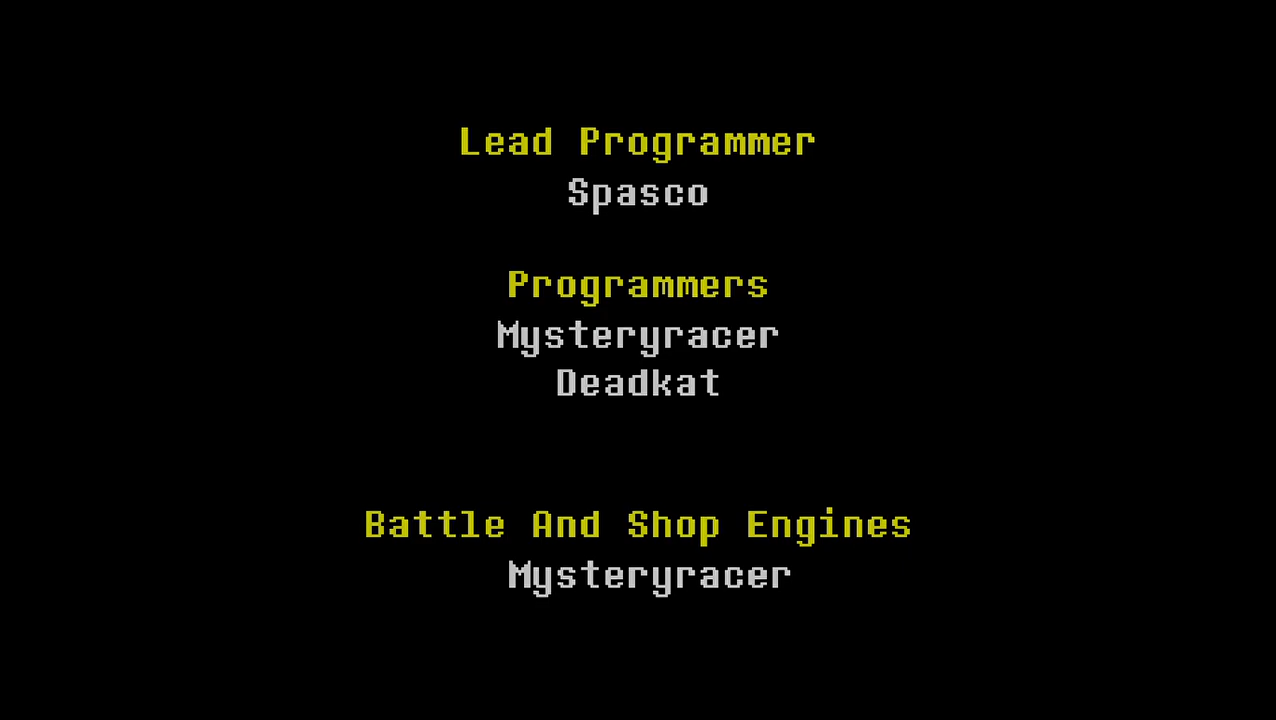 Lead Programmer
Spasco
Programmers
Mysteryracer
Deadkat
Battle And Shop Engines
Mysteryracer